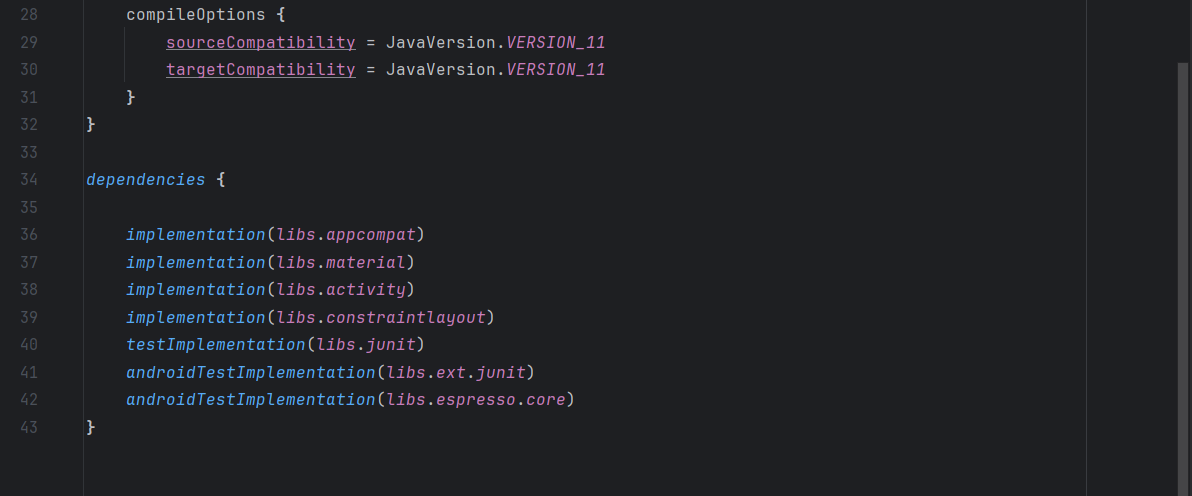 28 compileOptions {
29 sourceCompatibility = JavaVersion.VERSION_11
30 targetCompatibility = JavaVersion.VERSION_11
31 }
32 }
33
34 dependencies {
35
36 implementation(libs.appcompat)
37 implementation(libs.material)
38 implementation(libs.activity)
39 implementation(libs.constraintlayout)
40 testImplementation(libs.junit)
41 androidTestImplementation(libs.ext.junit)
42 androidTestImplementation(libs.espresso.core)
43 }